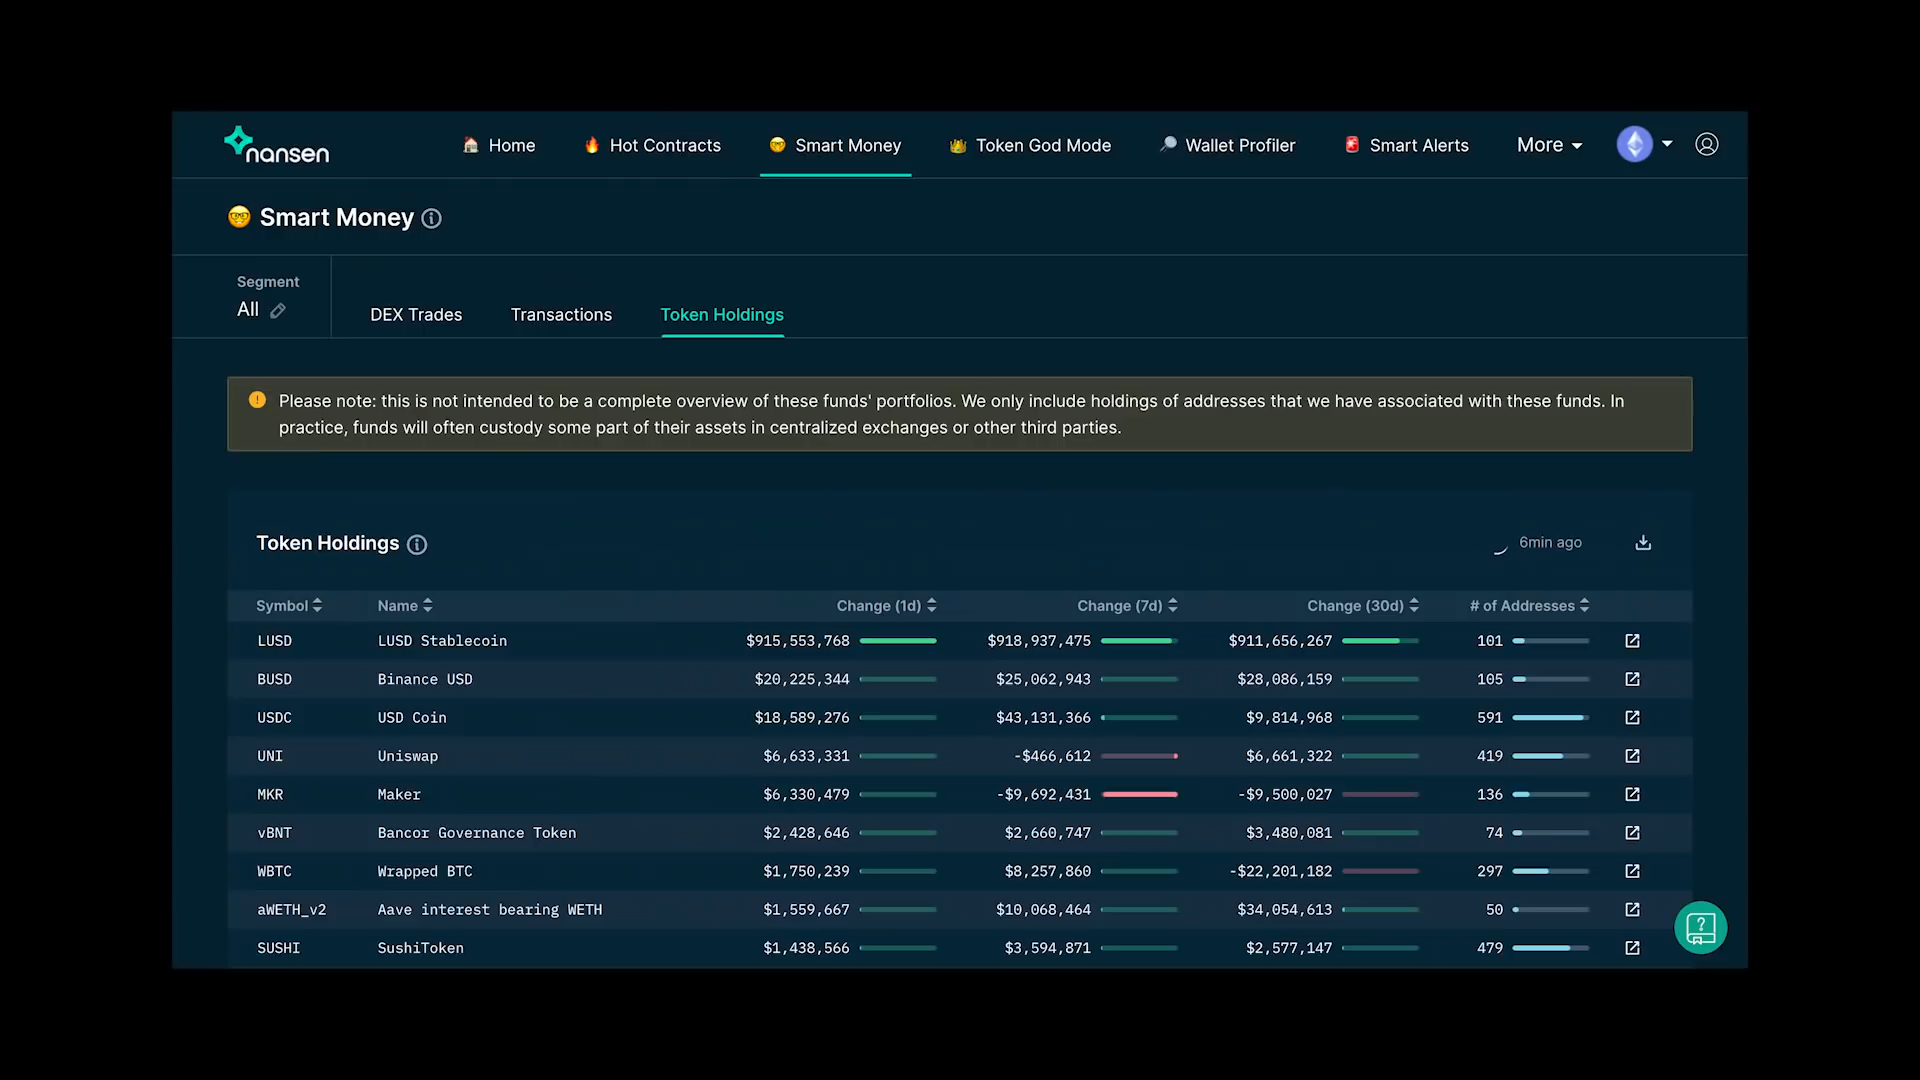 nansen
Home
Hot Contracts
Smart Money
Token God Mode
Wallet Profiler
Smart Alerts
More
Smart Money
Segment
All
DEX Trades
Transactions
Token Holdings
Please note: this is not intended to be a complete overview of these funds' portfolios. We only include holdings of addresses that we have associated with these funds. In
practice, funds will often custody some part of their assets in centralized exchanges or other third parties.
Token Holdings
6min ago
Symbol Name Change (1d) Change (7d) Change (30d) # of Addresses
LUSD LUSD Stablecoin $915,553,768 $918,937,475 $911,656,267 101
BUSD Binance USD $20,225,344 $25,062,943 $28,086,159 105
USDC USD Coin $18,589,276 $43,131,366 $9,814,968 591
UNI Uniswap $6,633,331 -$466,612 $6,661,322 419
MKR Maker $6,330,479 -$9,692,431 -$9,500,027 136
vBNT Bancor Governance Token $2,428,646 $2,660,747 $3,480,081 74
WBTC Wrapped BTC $1,750,239 $8,257,860 -$22,201,182 297
aWETH_v2 Aave interest bearing WETH $1,559,667 $10,068,464 $34,054,613 50
SUSHI SushiToken $1,438,566 $3,594,871 $2,577,147 479